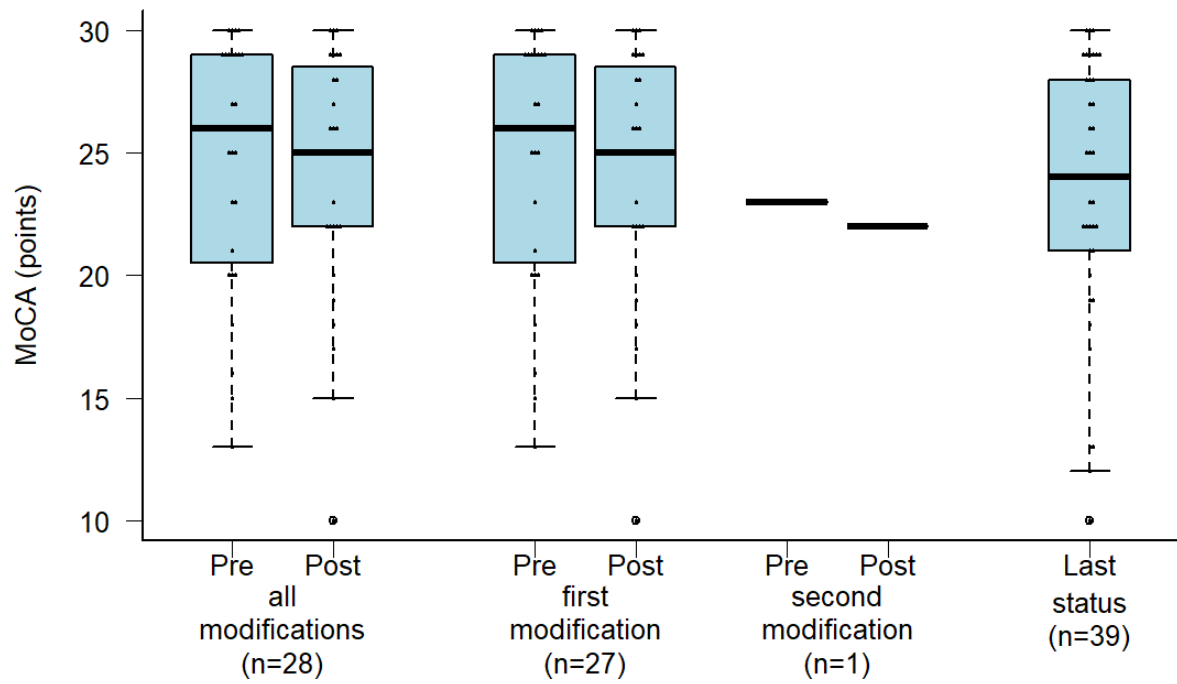 MoCA (points)
30
25
20
15
10
Pre Post Pre Post Pre Post Last
all first second status
modifications modification modification (n=39)
(n=28) (n=27) (n=1)